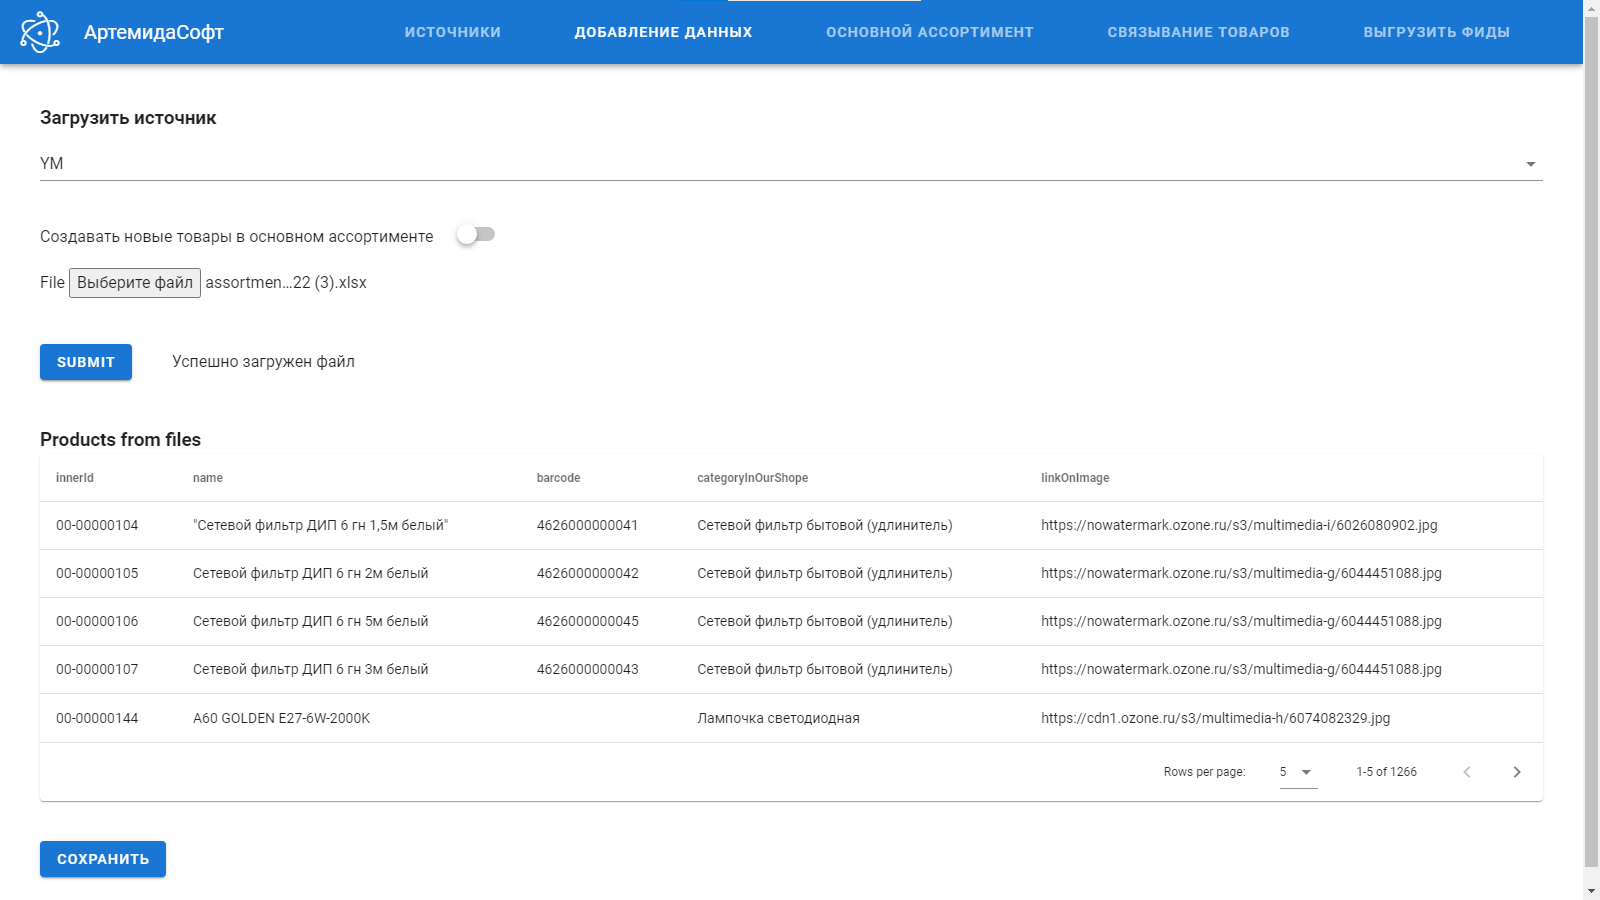 АртемидаСофт
ИСТОЧНИКИ ДОБАВЛЕНИЕ ДАННЫХ ОСНОВНОЙ АССОРТИМЕНТ СВЯЗЫВАНИЕ ТОВАРОВ ВЫГРУЗИТЬ ФИДЫ
Загрузить источник
YM
Создавать новые товары в основном ассортименте
File Выберите файл assortmen...22 (3).xlsx
SUBMIT Успешно загружен файл
Products from files
innerId name barcode categoryInOurShope linkOnImage
00-00000104 "Сетевой фильтр ДИП 6 гн 1,5м белый" 4626000000041 Сетевой фильтр бытовой (удлинитель) https://nowatermark.ozone.ru/s3/multimedia-i/6026080902.jpg
00-00000105 Сетевой фильтр ДИП 6 гн 2м белый 4626000000042 Сетевой фильтр бытовой (удлинитель) https://nowatermark.ozone.ru/s3/multimedia-g/6044451088.jpg
00-00000106 Сетевой фильтр ДИП 6 гн 5м белый 4626000000045 Сетевой фильтр бытовой (удлинитель) https://nowatermark.ozone.ru/s3/multimedia-g/6044451088.jpg
00-00000107 Сетевой фильтр ДИП 6 гн 3м белый 4626000000043 Сетевой фильтр бытовой (удлинитель) https://nowatermark.ozone.ru/s3/multimedia-g/6044451088.jpg
00-00000144 A60 GOLDEN E27-6W-2000K Лампочка светодиодная https://cdn1.ozone.ru/s3/multimedia-h/6074082329.jpg
Rows per page: 5 1-5 of 1266
СОХРАНИТЬ